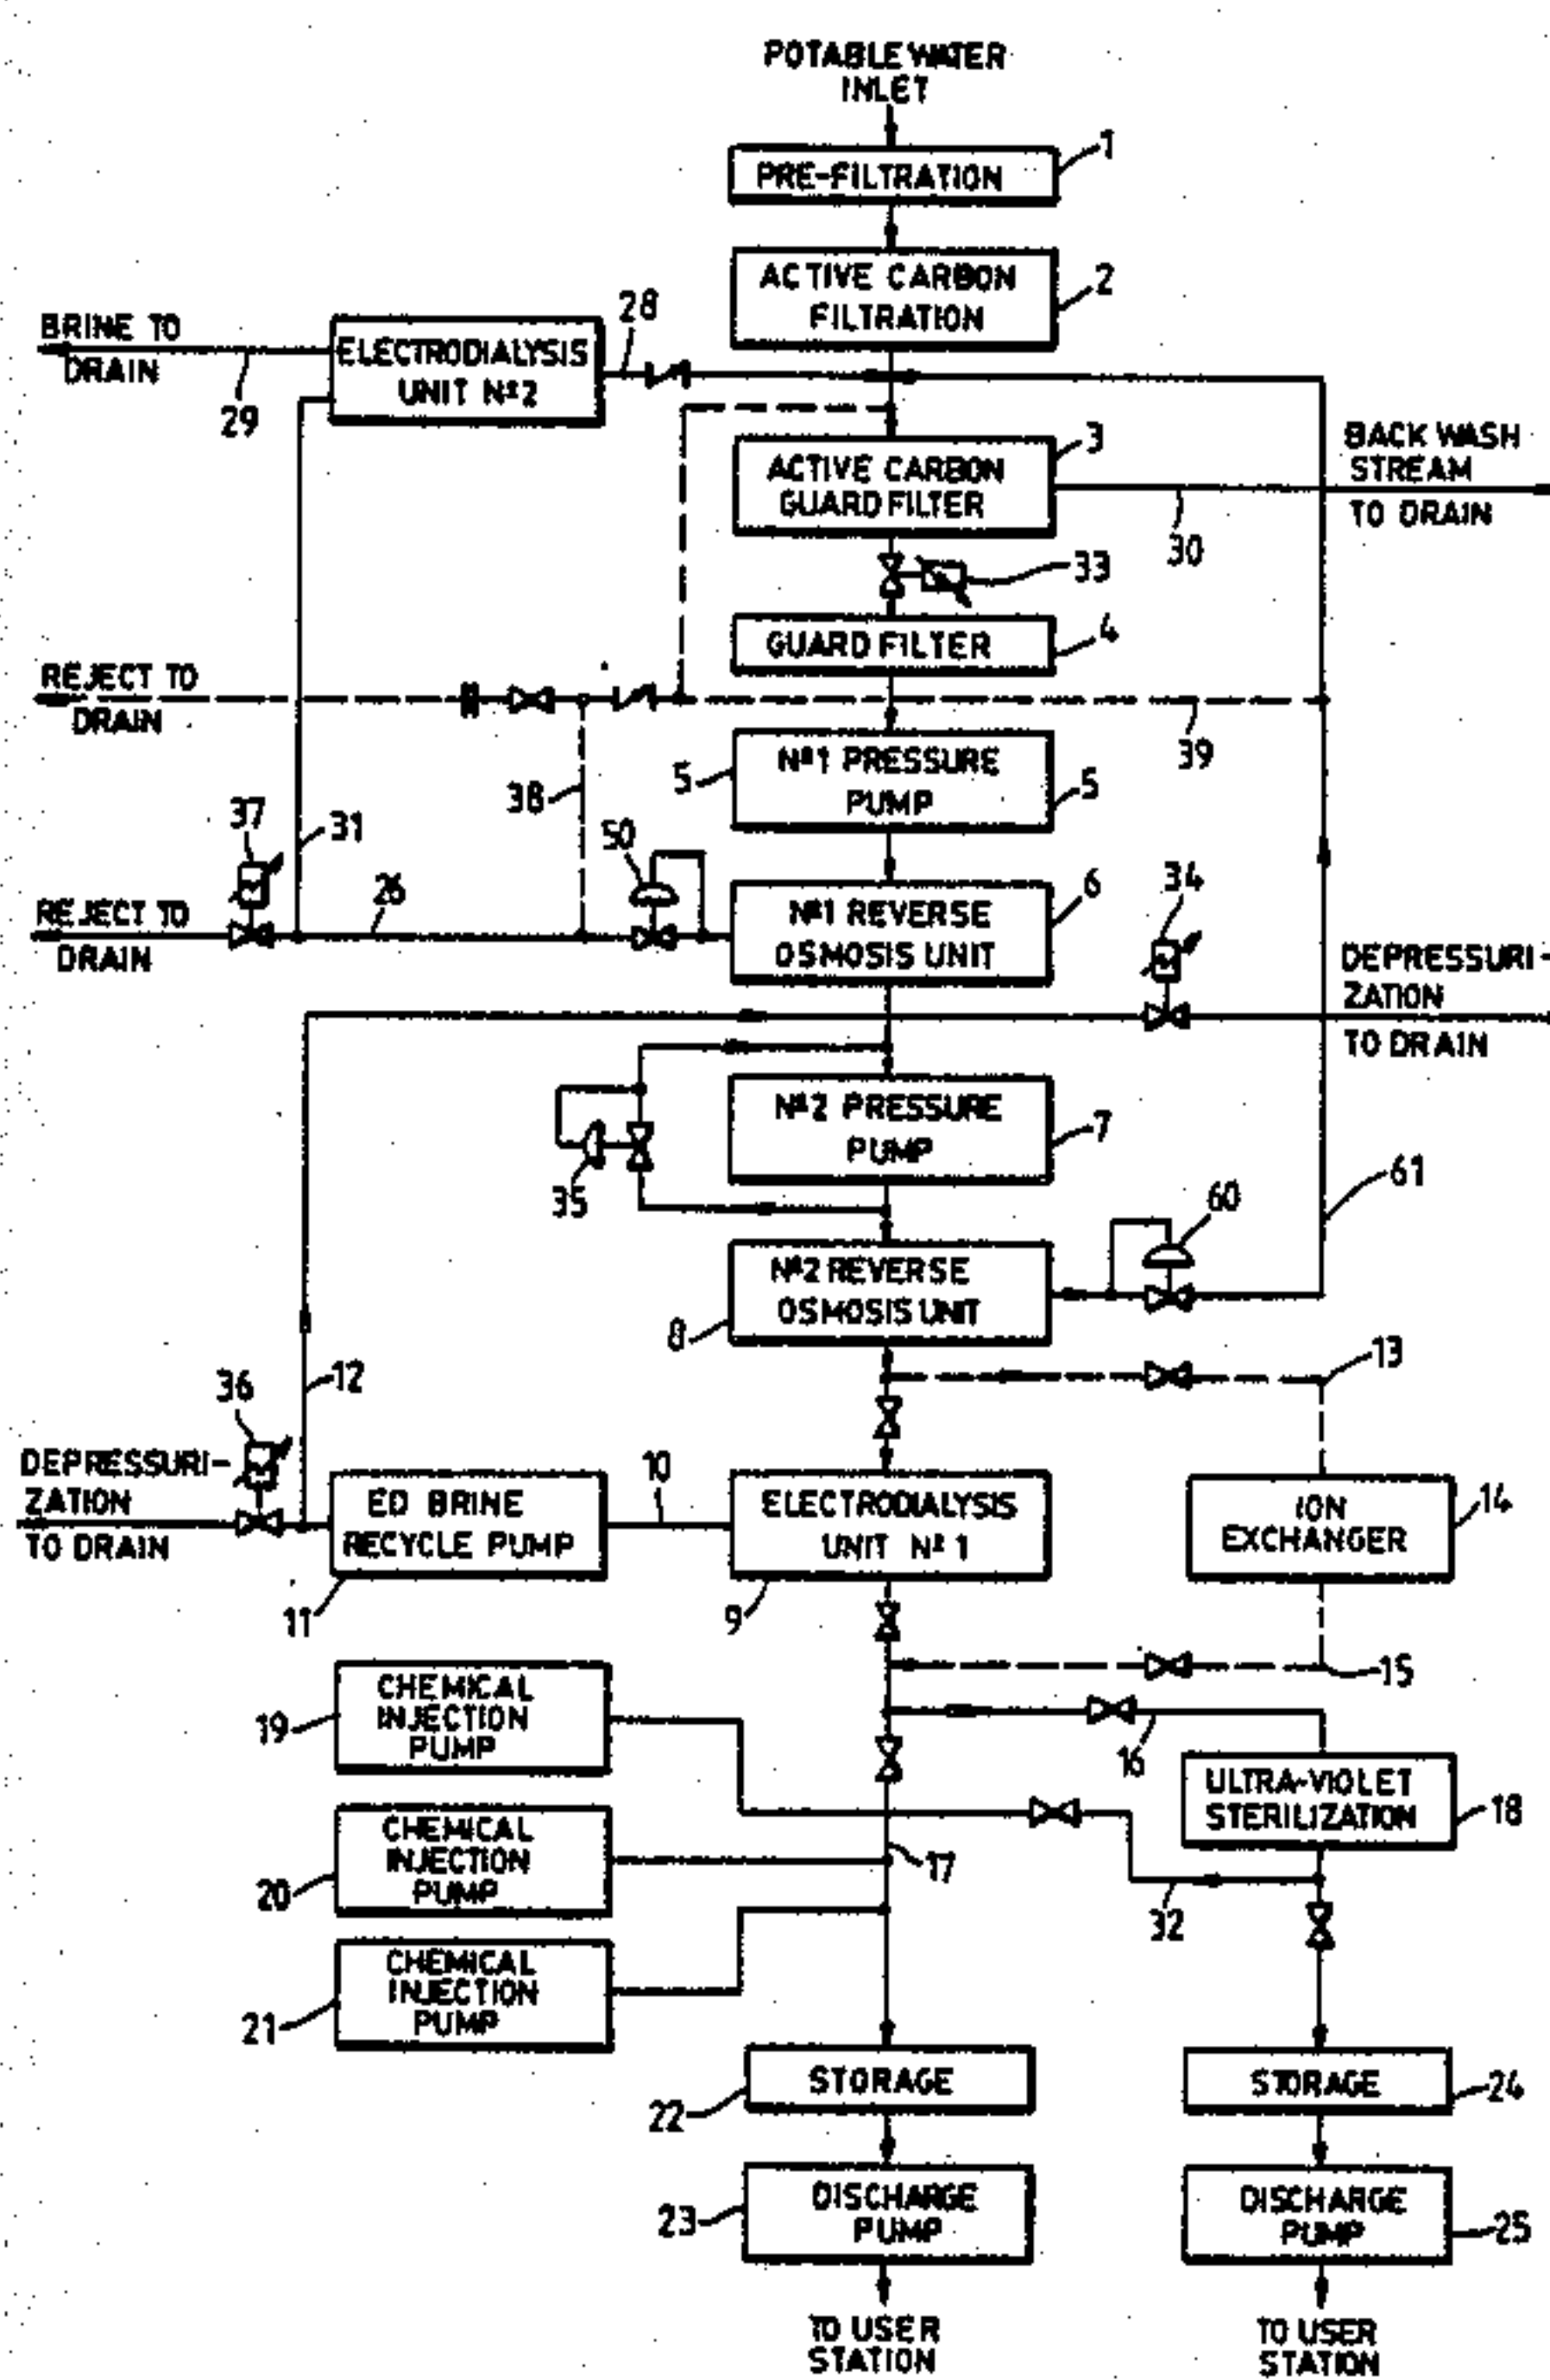 POTABLE WATER
INLET
1
PRE-FILTRATION
ACTIVE CARBON
FILTRATION
2
28
BRINE TO
DRAIN
29
ELECTRODIALYSIS
UNIT Nº2
3
ACTIVE CARBON
GUARD FILTER
BACK WASH
STREAM
TO DRAIN
30
33
GUARD FILTER
4
REJECT TO
DRAIN
39
Nº1 PRESSURE
PUMP
5
5
38
37
31
50
26
REJECT TO
DRAIN
Nº1 REVERSE
OSMOSIS UNIT
6
34
DEPRESSURI-
ZATION
TO DRAIN
Nº2 PRESSURE
PUMP
7
35
61
60
Nº2 REVERSE
OSMOSIS UNIT
8
13
12
36
DEPRESSURI-
ZATION
TO DRAIN
ED BRINE
RECYCLE PUMP
11
10
ELECTRODIALYSIS
UNIT Nº 1
9
ION
EXCHANGER
14
15
CHEMICAL
INJECTION
PUMP
19
16
ULTRA-VIOLET
STERILIZATION
18
CHEMICAL
INJECTION
PUMP
20
17
32
CHEMICAL
INJECTION
PUMP
21
STORAGE
22
STORAGE
24
DISCHARGE
PUMP
23
DISCHARGE
PUMP
25
TO USER
STATION
TO USER
STATION